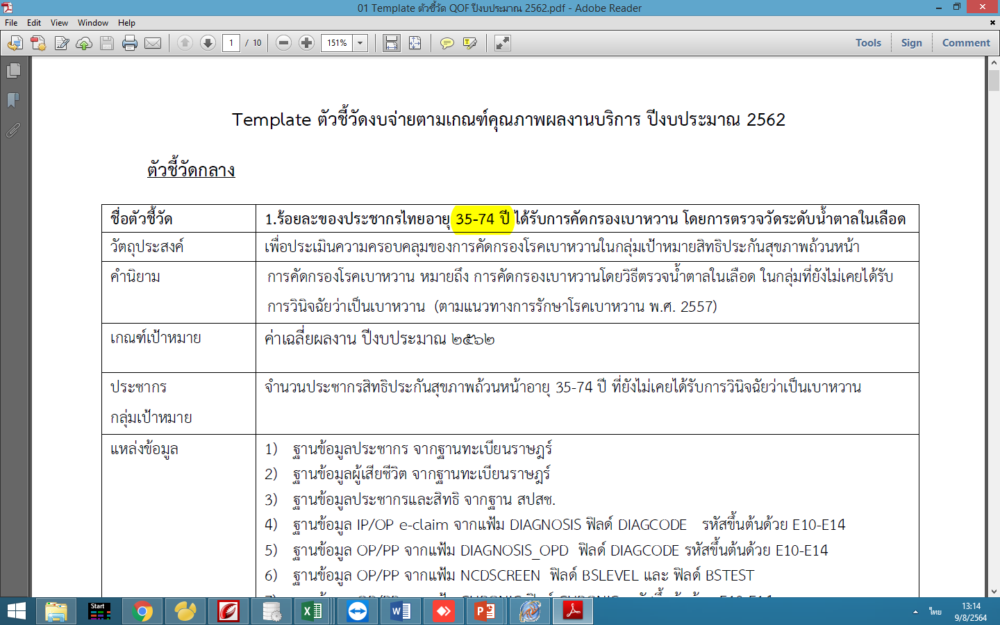 01 Template ตัวชี้วัด QOF ปีงบประมาณ 2562.pdf - Adobe Reader
File Edit View Window Help
1 / 10 151% Tools Sign Comment
Template ตัวชี้วัดงบจ่ายตามเกณฑ์คุณภาพผลงานบริการ ปีงบประมาณ 2562
ตัวชี้วัดกลาง
ชื่อตัวชี้วัด 1.ร้อยละของประชากรไทยอายุ 35-74 ปี ได้รับการคัดกรองเบาหวาน โดยการตรวจวัดระดับน้ำตาลในเลือด
วัตถุประสงค์ เพื่อประเมินความครอบคลุมของการคัดกรองโรคเบาหวานในกลุ่มเป้าหมายสิทธิประกันสุขภาพถ้วนหน้า
คำนิยาม การคัดกรองโรคเบาหวาน หมายถึง การคัดกรองเบาหวานโดยวิธีตรวจน้ำตาลในเลือด ในกลุ่มที่ยังไม่เคยได้รับ
การวินิจฉัยว่าเป็นเบาหวาน (ตามแนวทางการรักษาโรคเบาหวาน พ.ศ. 2557)
เกณฑ์เป้าหมาย ค่าเฉลี่ยผลงาน ปีงบประมาณ ๒๕๖๒
ประชากร จำนวนประชากรสิทธิประกันสุขภาพถ้วนหน้าอายุ 35-74 ปี ที่ยังไม่เคยได้รับการวินิจฉัยว่าเป็นเบาหวาน
กลุ่มเป้าหมาย
แหล่งข้อมูล 1) ฐานข้อมูลประชากร จากฐานทะเบียนราษฎร์
2) ฐานข้อมูลผู้เสียชีวิต จากฐานทะเบียนราษฎร์
3) ฐานข้อมูลประชากรและสิทธิ จากฐาน สปสช.
4) ฐานข้อมูล IP/OP e-claim จากแฟ้ม DIAGNOSIS ฟิลด์ DIAGCODE รหัสขึ้นต้นด้วย E10-E14
5) ฐานข้อมูล OP/PP จากแฟ้ม DIAGNOSIS_OPD ฟิลด์ DIAGCODE รหัสขึ้นต้นด้วย E10-E14
6) ฐานข้อมูล OP/PP จากแฟ้ม NCDSCREEN ฟิลด์ BSLEVEL และ ฟิลด์ BSTEST
Start
ไทย
13:14
9/8/2564